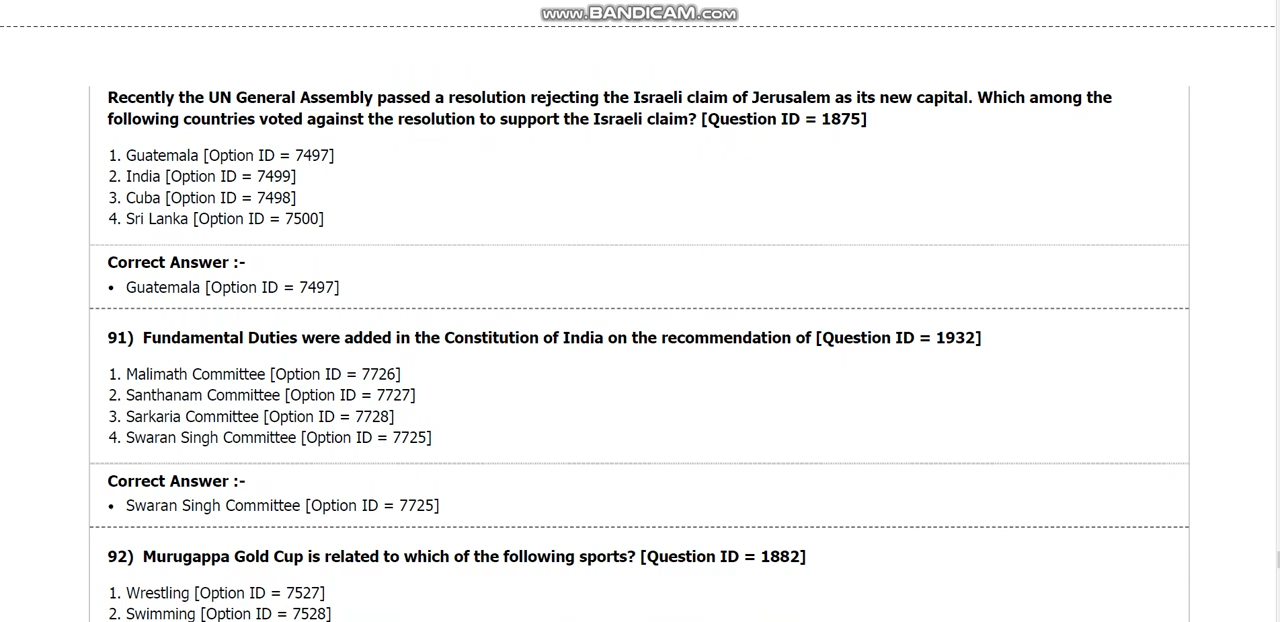 www.BANDICAM.com
Recently the UN General Assembly passed a resolution rejecting the Israeli claim of Jerusalem as its new capital. Which among the
following countries voted against the resolution to support the Israeli claim? [Question ID = 1875]
1. Guatemala [Option ID = 7497]
2. India [Option ID = 7499]
3. Cuba [Option ID = 7498]
4. Sri Lanka [Option ID = 7500]
Correct Answer :-
• Guatemala [Option ID = 7497]
91) Fundamental Duties were added in the Constitution of India on the recommendation of [Question ID = 1932]
1. Malimath Committee [Option ID = 7726]
2. Santhanam Committee [Option ID = 7727]
3. Sarkaria Committee [Option ID = 7728]
4. Swaran Singh Committee [Option ID = 7725]
Correct Answer :-
• Swaran Singh Committee [Option ID = 7725]
92) Murugappa Gold Cup is related to which of the following sports? [Question ID = 1882]
1. Wrestling [Option ID = 7527]
2. Swimming [Option ID = 7528]